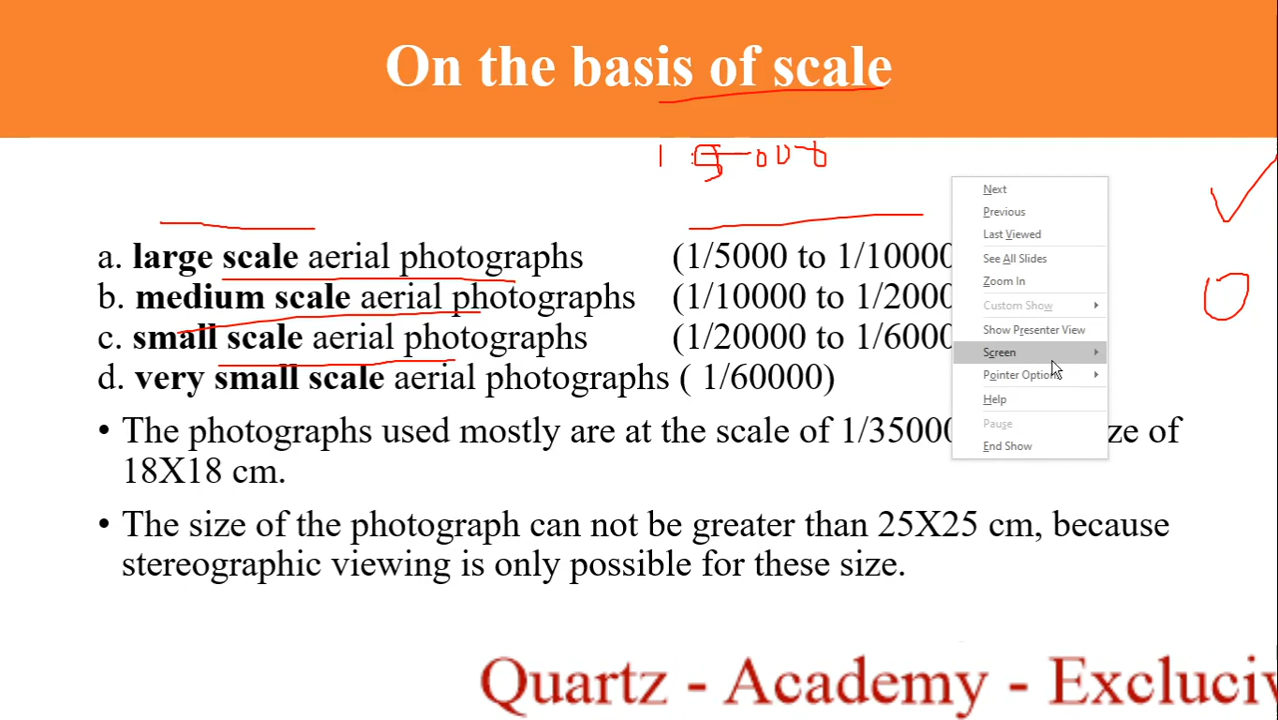 On the basis of scale
a. large scale aerial photographs (1/5000 to 1/10000
b. medium scale aerial photographs (1/10000 to 1/2000
c. small scale aerial photographs (1/20000 to 1/6000
d. very small scale aerial photographs ( 1/60000)
• The photographs used mostly are at the scale of 1/35000 ze of
18X18 cm.
• The size of the photograph can not be greater than 25X25 cm, because
stereographic viewing is only possible for these size.
Next
Previous
Last Viewed
See All Slides
Zoom In
Custom Show
Show Presenter View
Screen
Pointer Options
Help
Pause
End Show
Quartz - Academy - Excluciv